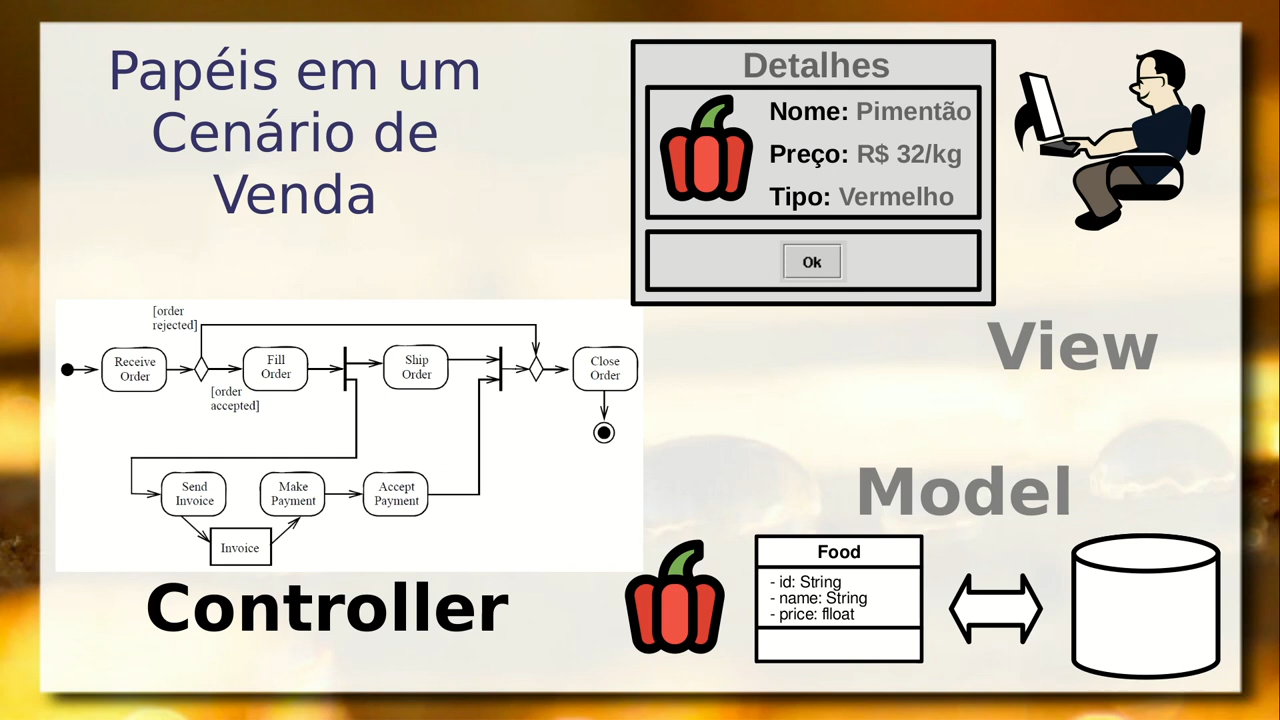 Papéis em um
Cenário de
Venda
Detalhes
Nome: Pimentão
Preço: R$ 32/kg
Tipo: Vermelho
Ok
View
[order
rejected]
Receive
Order
Fill
Order
Ship
Order
Close
Order
[order
accepted]
Send
Invoice
Make
Payment
Accept
Payment
Invoice
Controller
Model
Food
- id: String
- name: String
- price: flloat